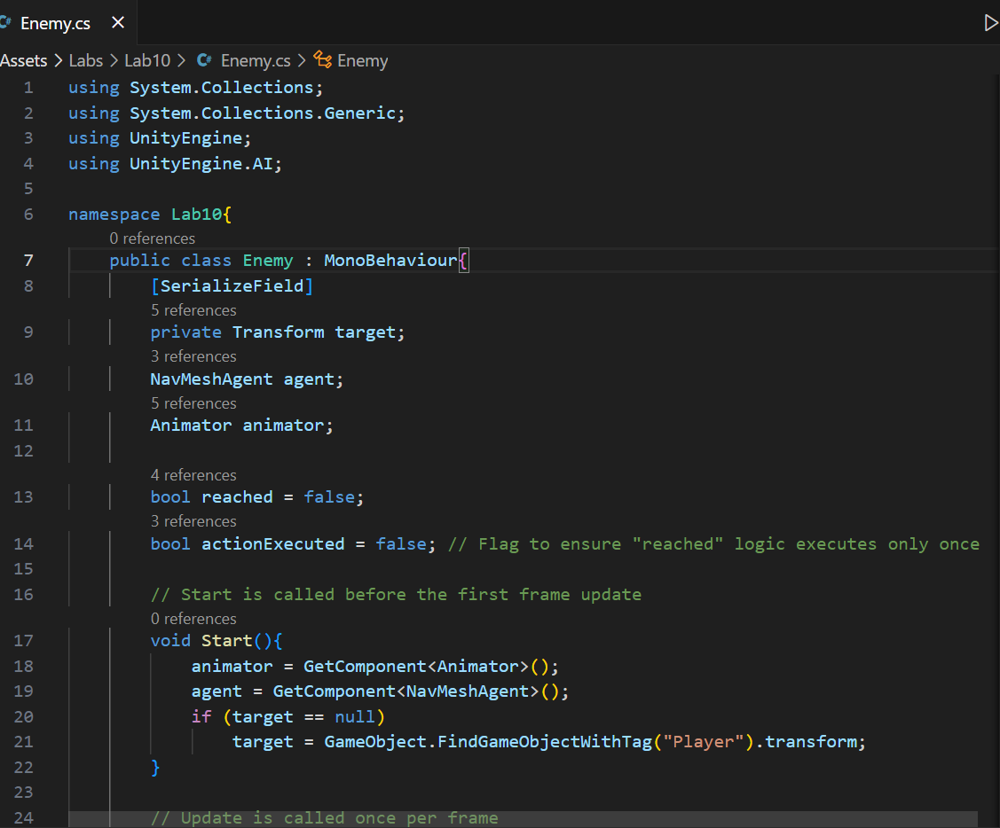 Enemy.cs
Assets > Labs > Lab10 > C# Enemy.cs > Enemy
1 using System.Collections;
2 using System.Collections.Generic;
3 using UnityEngine;
4 using UnityEngine.AI;
5
6 namespace Lab10{
0 references
7 public class Enemy : MonoBehaviour{
8 [SerializeField]
5 references
9 private Transform target;
3 references
10 NavMeshAgent agent;
5 references
11 Animator animator;
12
4 references
13 bool reached = false;
3 references
14 bool actionExecuted = false; // Flag to ensure "reached" logic executes only once
15
16 // Start is called before the first frame update
0 references
17 void Start(){
18 animator = GetComponent<Animator>();
19 agent = GetComponent<NavMeshAgent>();
20 if (target == null)
21 target = GameObject.FindGameObjectWithTag("Player").transform;
22 }
23
24 // Update is called once per frame